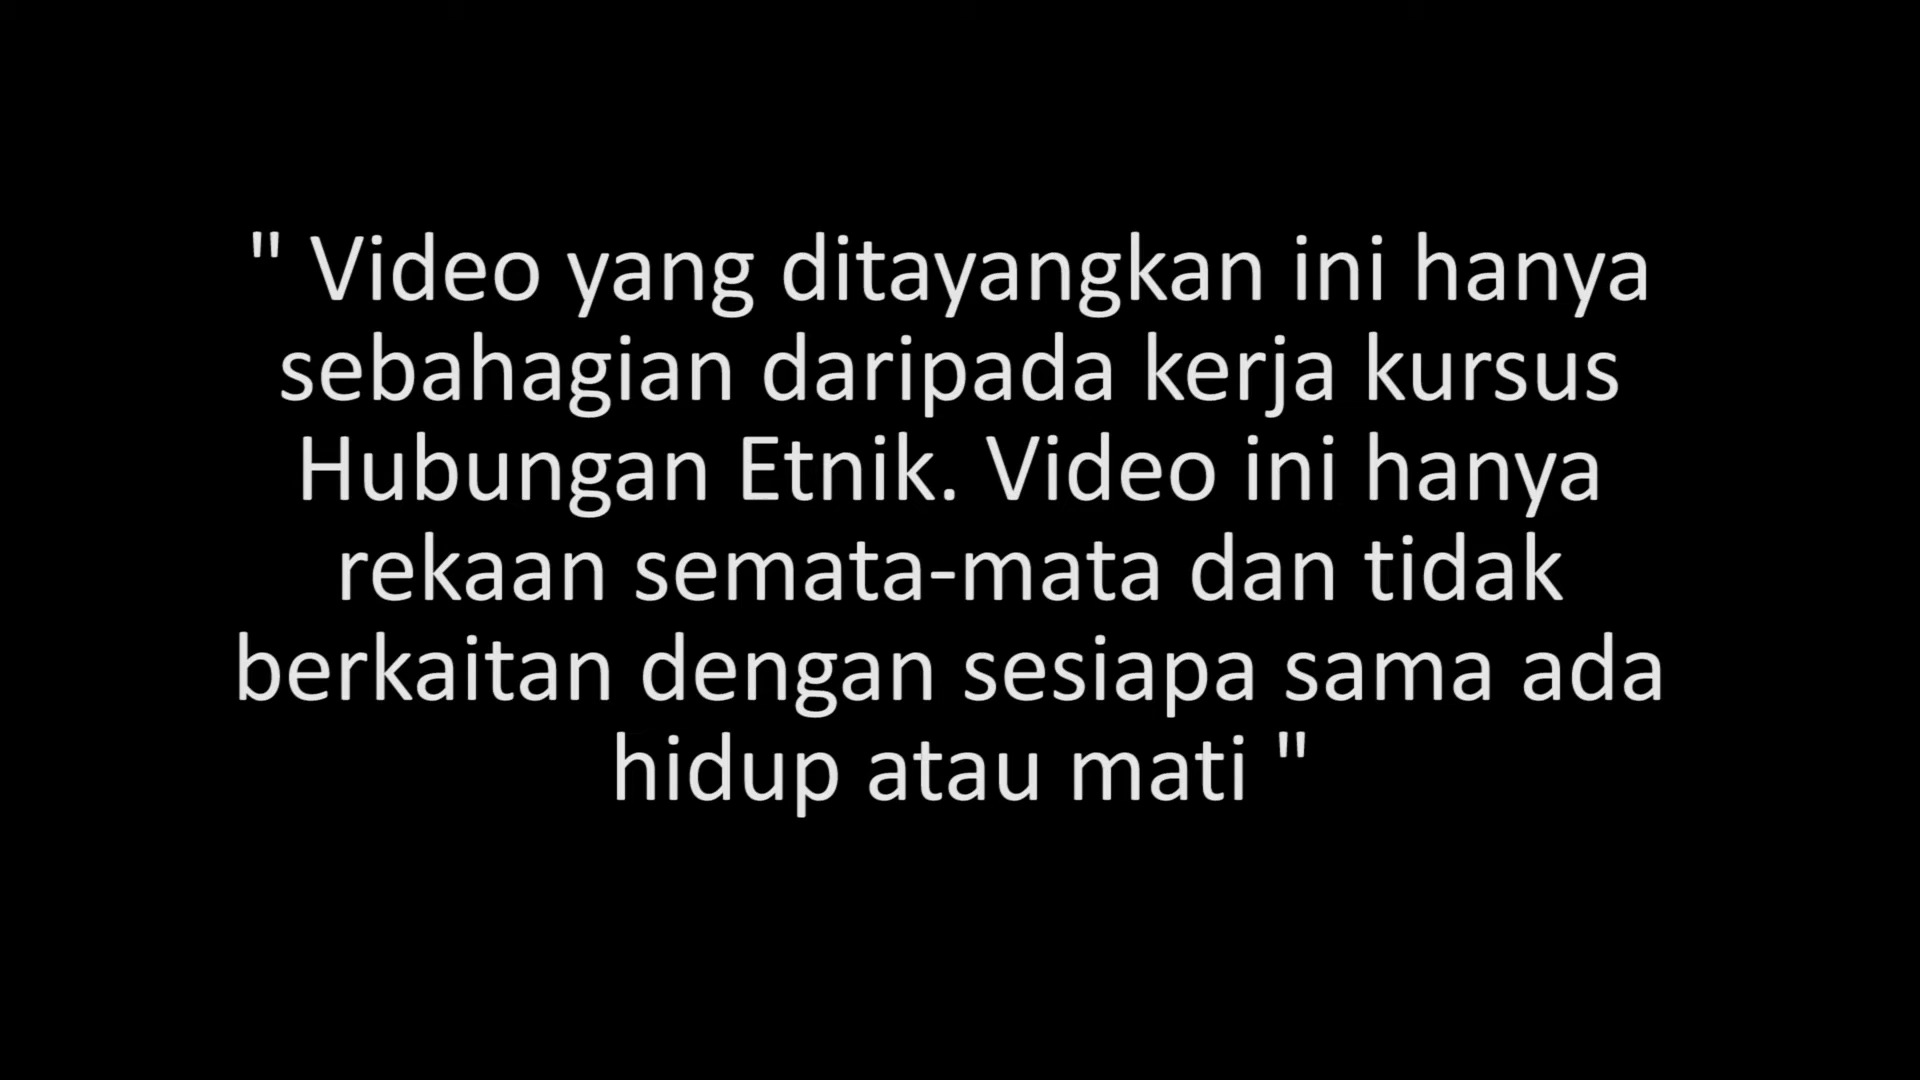 " Video yang ditayangkan ini hanya
sebahagian daripada kerja kursus
Hubungan Etnik. Video ini hanya
rekaan semata-mata dan tidak
berkaitan dengan sesiapa sama ada
hidup atau mati "